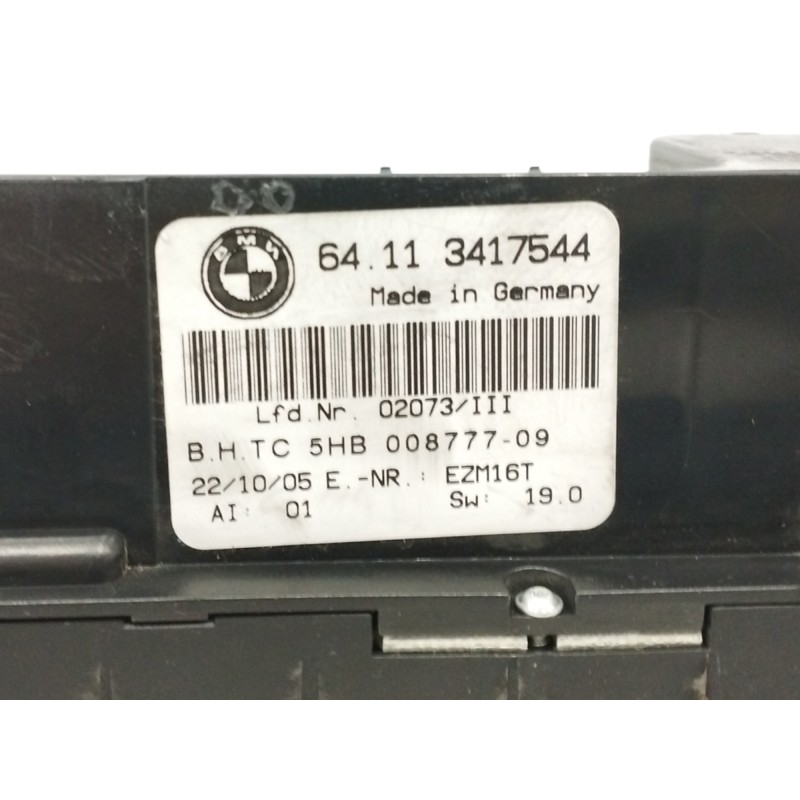 BMW
64.11 3417544
Made in Germany
Lfd.Nr. 02073/III
B.H.TC 5HB 008777-09
22/10/05 E.-NR.: EZM16T
AI: 01 Sw: 19.0